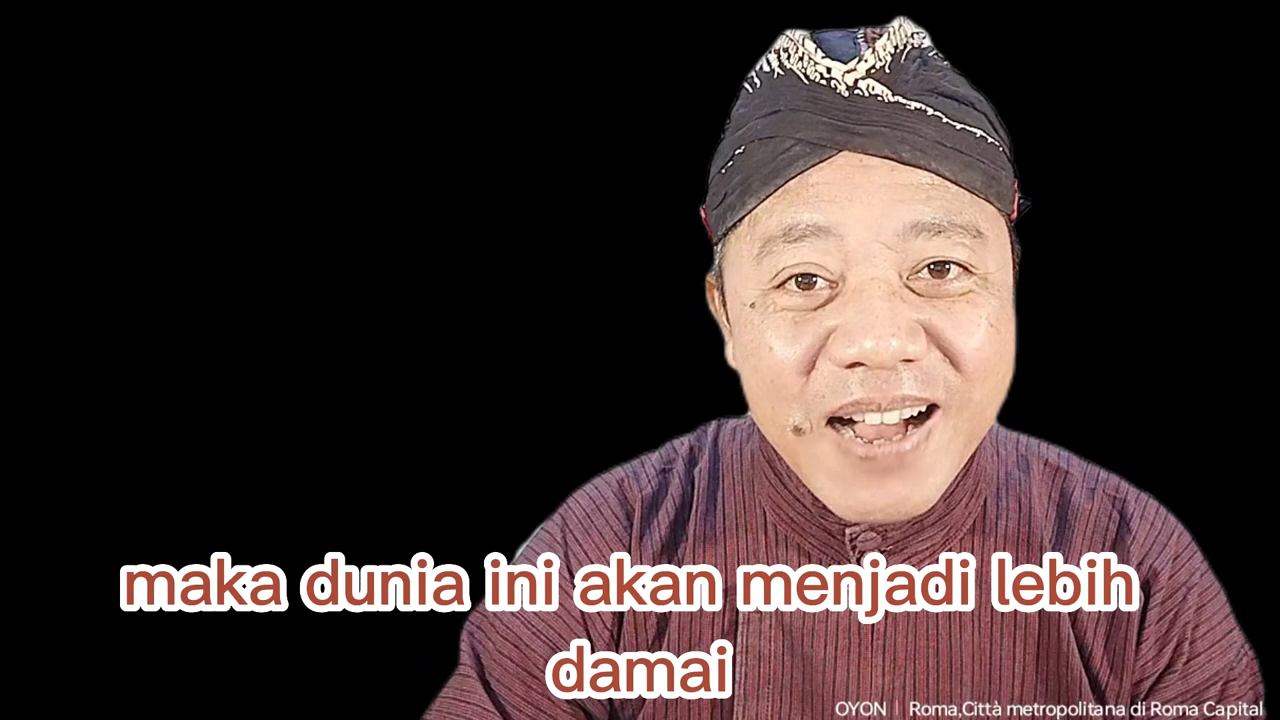 maka dunia ini akan menjadi lebih
damai
OYON | Roma,Città metropolitana di Roma Capital